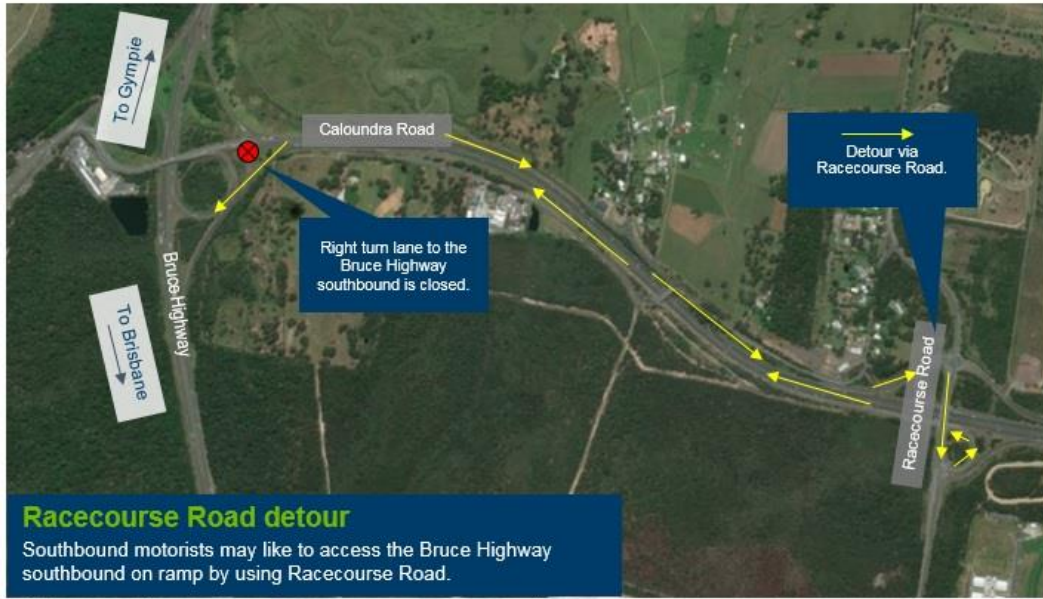 To Gympie
Caloundra Road
Detour via
Racecourse Road.
Right turn lane to the
Bruce Highway
southbound is closed.
Bruce Highway
To Brisbane
Racecourse Road
Racecourse Road detour
Southbound motorists may like to access the Bruce Highway
southbound on ramp by using Racecourse Road.